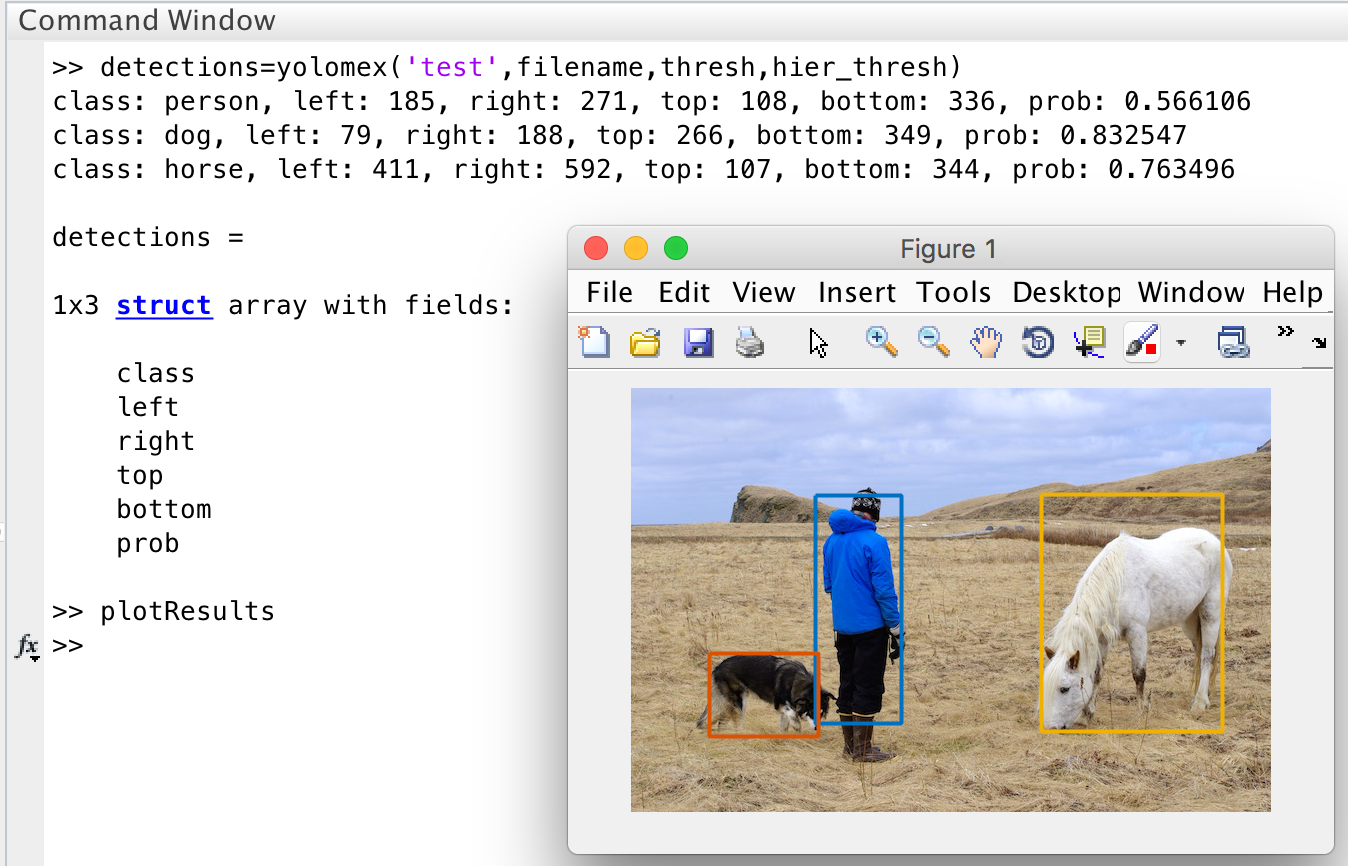 Command Window
>> detections=yolomex('test',filename,thresh,hier_thresh)
class: person, left: 185, right: 271, top: 108, bottom: 336, prob: 0.566106
class: dog, left: 79, right: 188, top: 266, bottom: 349, prob: 0.832547
class: horse, left: 411, right: 592, top: 107, bottom: 344, prob: 0.763496
detections =
1x3 struct array with fields:
class
left
right
top
bottom
prob
>> plotResults
fx >>
Figure 1
File Edit View Insert Tools Desktop Window Help